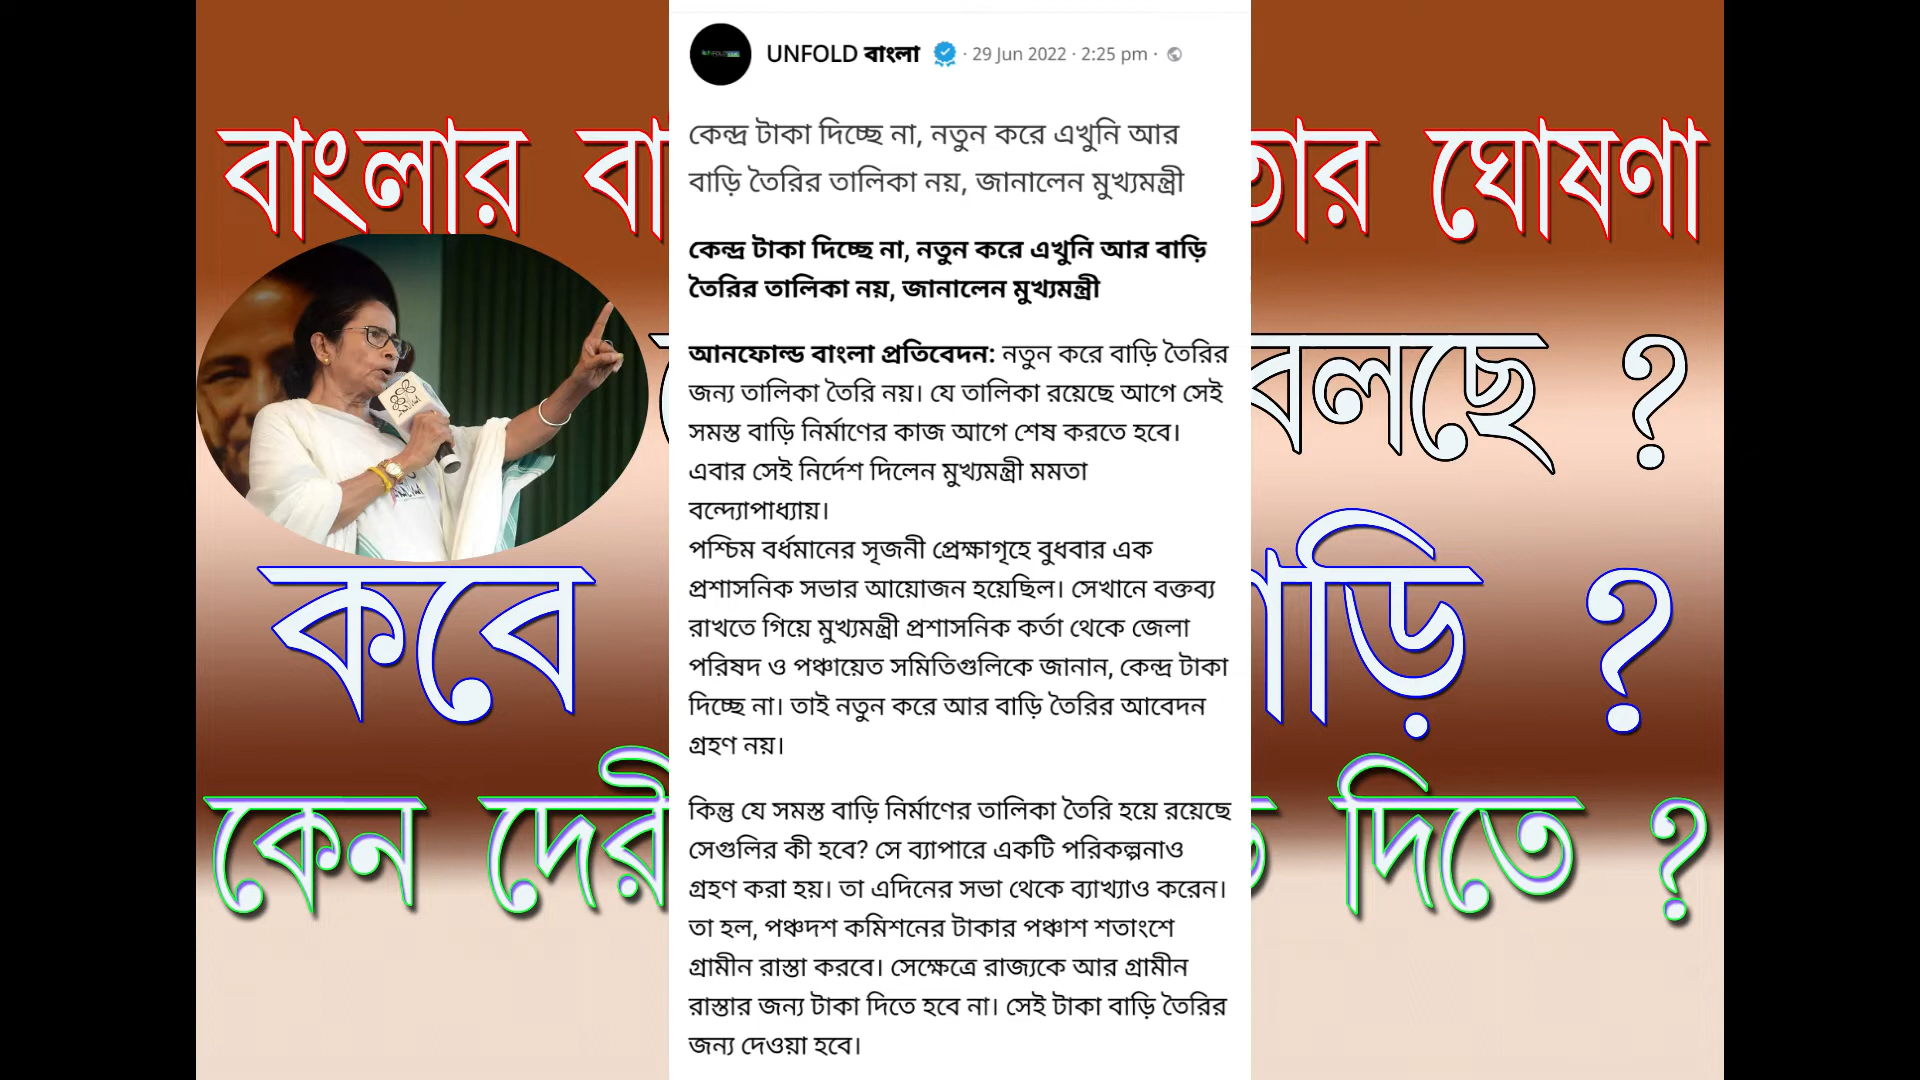 UNFOLD বাংলা · 29 Jun 2022 · 2:25 pm ·
কেন্দ্র টাকা দিচ্ছে না, নতুন করে এখুনি আর
বাড়ি তৈরির তালিকা নয়, জানালেন মুখ্যমন্ত্রী
কেন্দ্র টাকা দিচ্ছে না, নতুন করে এখুনি আর বাড়ি
তৈরির তালিকা নয়, জানালেন মুখ্যমন্ত্রী
আনফোল্ড বাংলা প্রতিবেদন: নতুন করে বাড়ি তৈরির
জন্য তালিকা তৈরি নয়। যে তালিকা রয়েছে আগে সেই
সমস্ত বাড়ি নির্মাণের কাজ আগে শেষ করতে হবে।
এবার সেই নির্দেশ দিলেন মুখ্যমন্ত্রী মমতা
বন্দ্যোপাধ্যায়।
পশ্চিম বর্ধমানের সৃজনী প্রেক্ষাগৃহে বুধবার এক
প্রশাসনিক সভার আয়োজন হয়েছিল। সেখানে বক্তব্য
রাখতে গিয়ে মুখ্যমন্ত্রী প্রশাসনিক কর্তা থেকে জেলা
পরিষদ ও পঞ্চায়েত সমিতিগুলিকে জানান, কেন্দ্র টাকা
দিচ্ছে না। তাই নতুন করে আর বাড়ি তৈরির আবেদন
গ্রহণ নয়।
কিন্তু যে সমস্ত বাড়ি নির্মাণের তালিকা তৈরি হয়ে রয়েছে
সেগুলির কী হবে? সে ব্যাপারে একটি পরিকল্পনাও
গ্রহণ করা হয়। তা এদিনের সভা থেকে ব্যাখ্যাও করেন।
তা হল, পঞ্চদশ কমিশনের টাকার পঞ্চাশ শতাংশে
গ্রামীন রাস্তা করবে। সেক্ষেত্রে রাজ্যকে আর গ্রামীন
রাস্তার জন্য টাকা দিতে হবে না। সেই টাকা বাড়ি তৈরির
জন্য দেওয়া হবে।
বাংলার বা
তার ঘোষণা
বলছে ?
কবে
াড়ি ?
কেন দেরী
দিতে ?